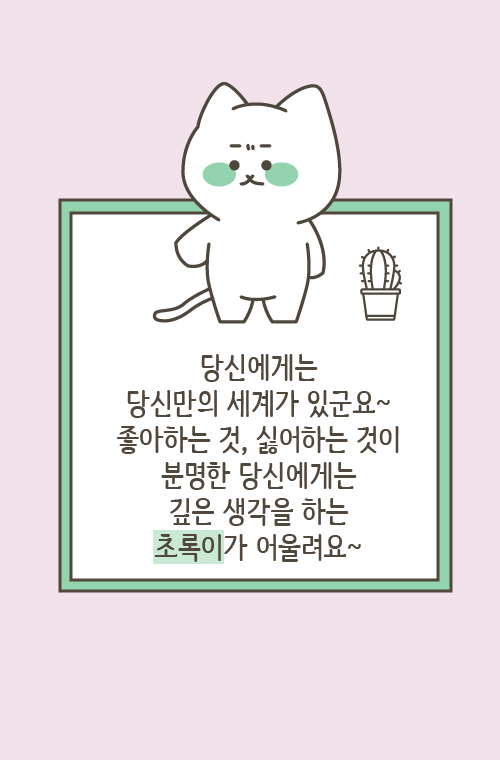 당신에게는
당신만의 세계가 있군요~
좋아하는 것, 싫어하는 것이
분명한 당신에게는
깊은 생각을 하는
초록이가 어울려요~